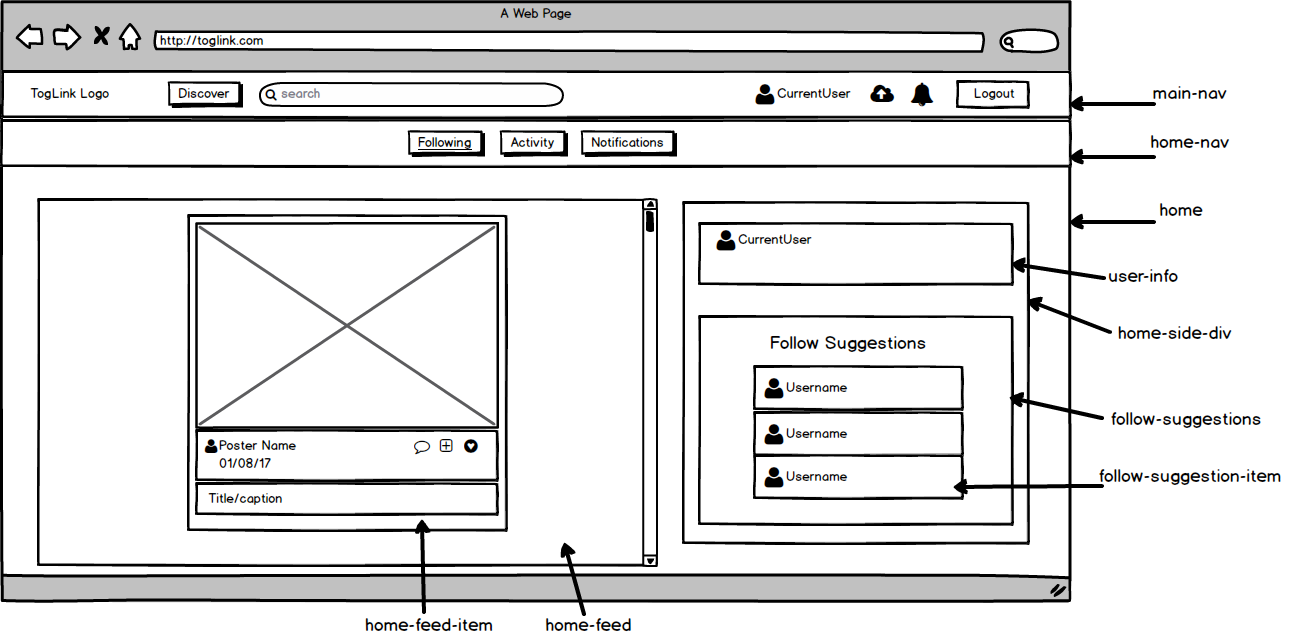 A Web Page
http://toglink.com
TogLink Logo
Discover
search
CurrentUser
Logout
main-nav
Following
Activity
Notifications
home-nav
home
CurrentUser
user-info
home-side-div
Follow Suggestions
Username
Username
Username
follow-suggestions
follow-suggestion-item
Poster Name
01/08/17
Title/caption
home-feed-item
home-feed